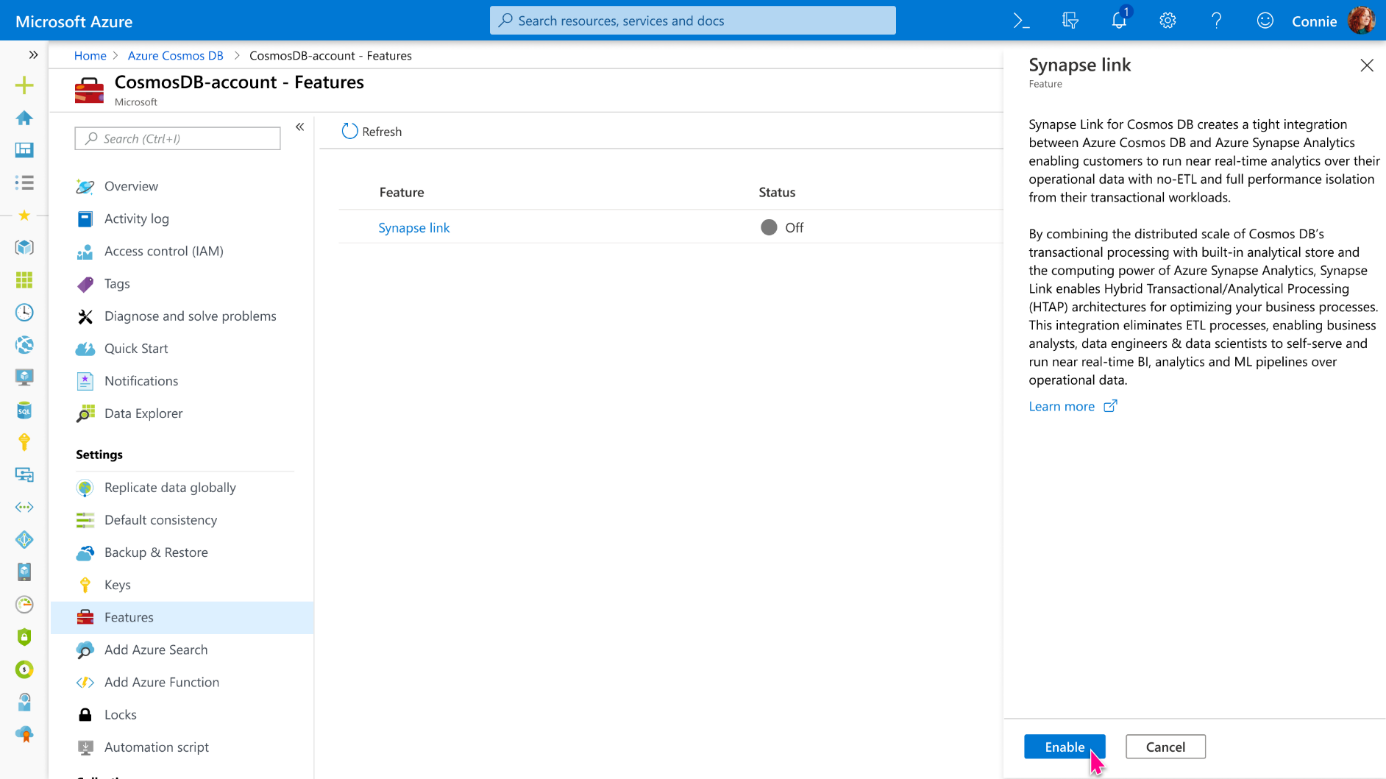 Microsoft Azure
Search resources, services and docs
1
Connie
Home > Azure Cosmos DB > CosmosDB-account - Features
CosmosDB-account - Features
Microsoft
Search (Ctrl+/)
Overview
Activity log
Access control (IAM)
Tags
Diagnose and solve problems
Quick Start
Notifications
Data Explorer
Settings
Replicate data globally
Default consistency
Backup & Restore
Keys
Features
Add Azure Search
Add Azure Function
Locks
Automation script
SQL
Refresh
Feature Status
Synapse link Off
Synapse link
Feature
Synapse Link for Cosmos DB creates a tight integration
between Azure Cosmos DB and Azure Synapse Analytics
enabling customers to run near real-time analytics over their
operational data with no-ETL and full performance isolation
from their transactional workloads.
By combining the distributed scale of Cosmos DB's
transactional processing with built-in analytical store and
the computing power of Azure Synapse Analytics, Synapse
Link enables Hybrid Transactional/Analytical Processing
(HTAP) architectures for optimizing your business processes.
This integration eliminates ETL processes, enabling business
analysts, data engineers & data scientists to self-serve and
run near real-time BI, analytics and ML pipelines over
operational data.
Learn more
Enable Cancel